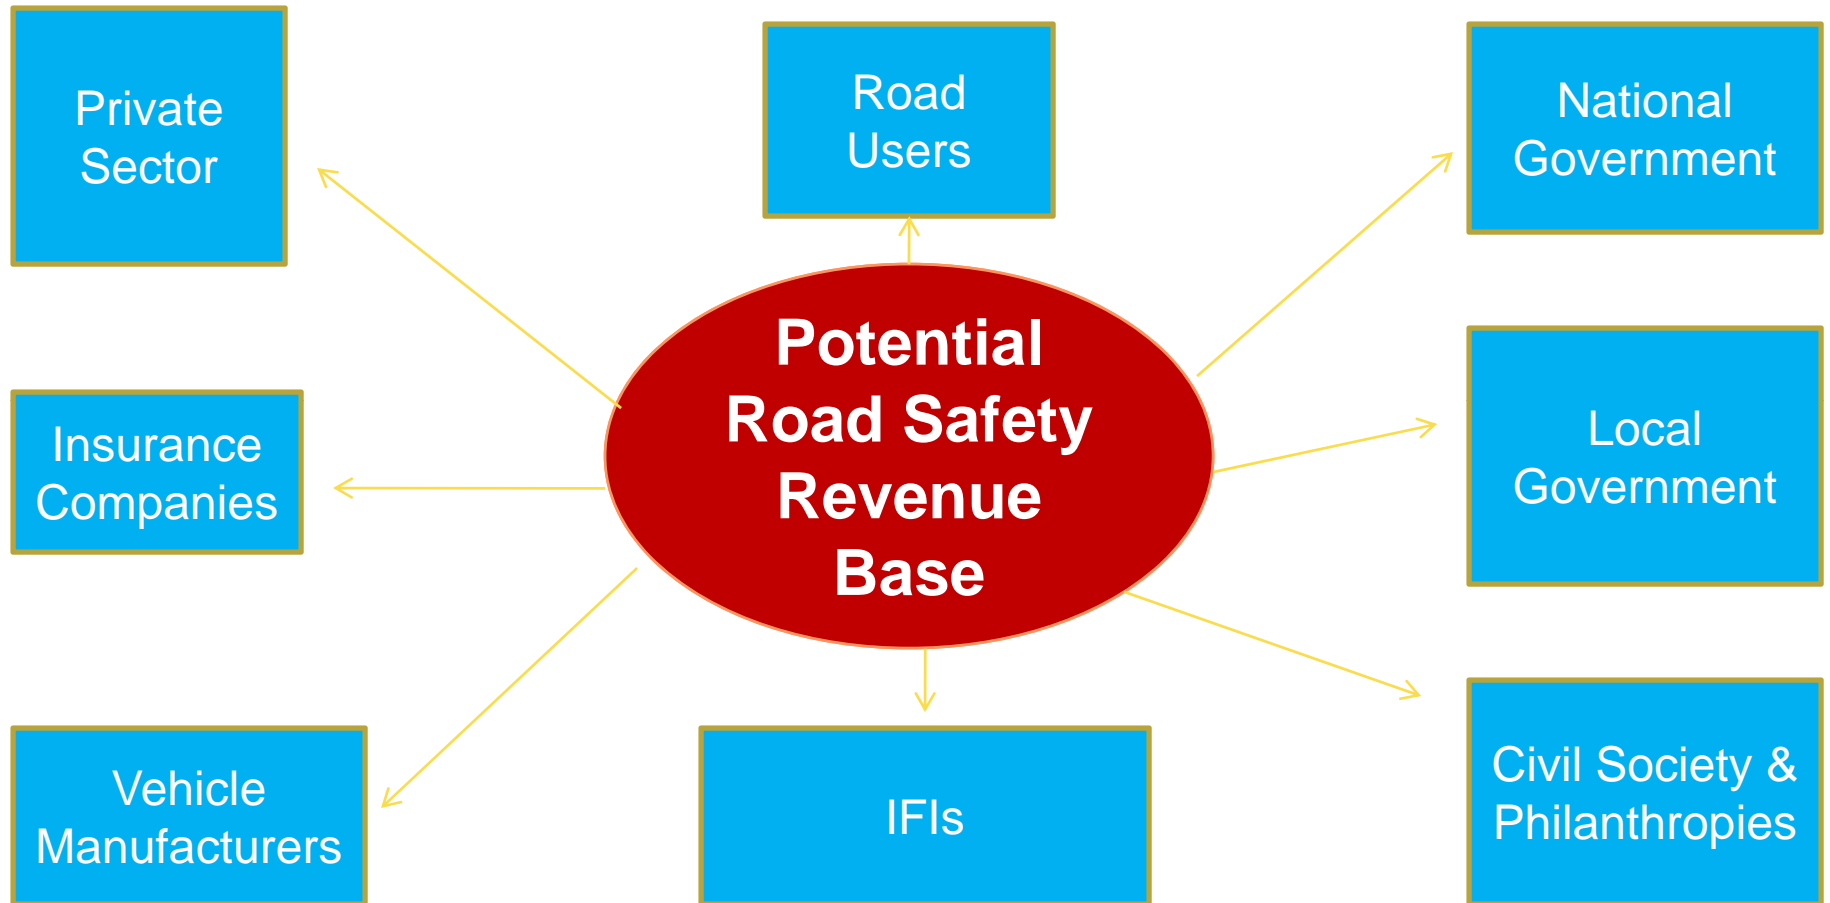 Private
Sector
Road
Users
National
Government
Potential
Road Safety
Revenue
Base
Insurance
Companies
Local
Government
Vehicle
Manufacturers
IFIs
Civil Society &
Philanthropies